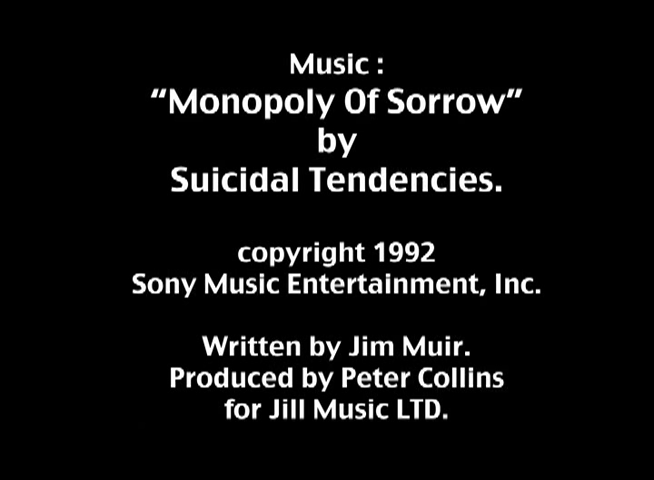 Music :
“Monopoly Of Sorrow”
by
Suicidal Tendencies.
copyright 1992
Sony Music Entertainment, Inc.
Written by Jim Muir.
Produced by Peter Collins
for Jill Music LTD.